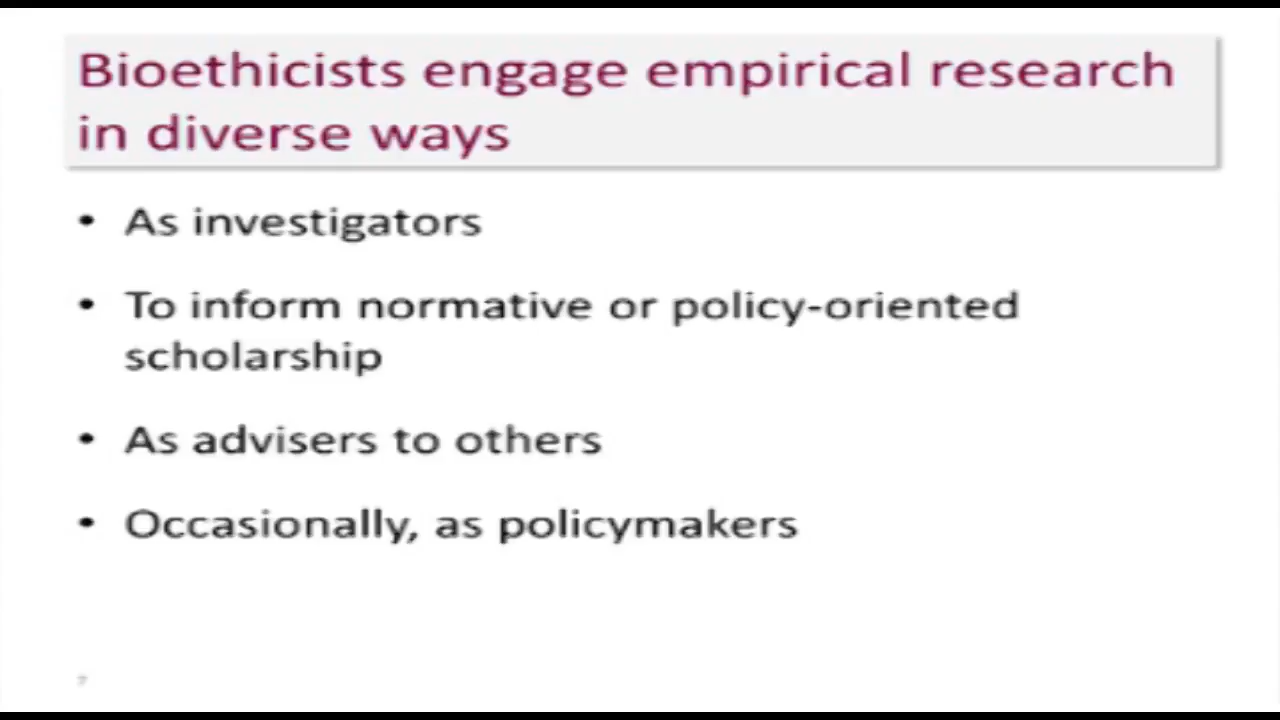 Bioethicists engage empirical research
in diverse ways
• As investigators
• To inform normative or policy-oriented
scholarship
• As advisers to others
• Occasionally, as policymakers
7